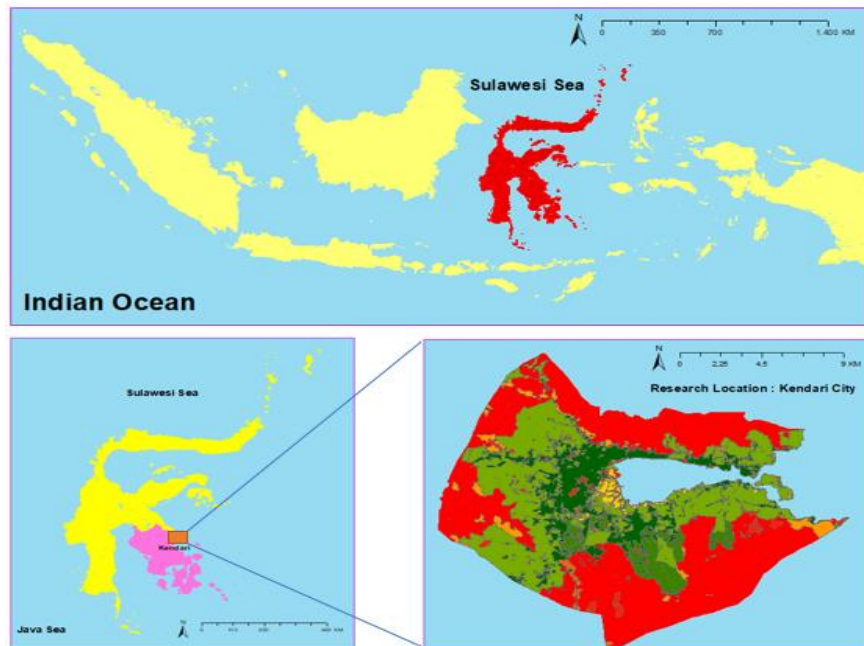 N
0 350 700 1.400 KM
Sulawesi Sea
Indian Ocean
Sulawesi Sea
Kendari
N
Java Sea
N
0 2,25 4,5 9 KM
Research Location : Kendari City